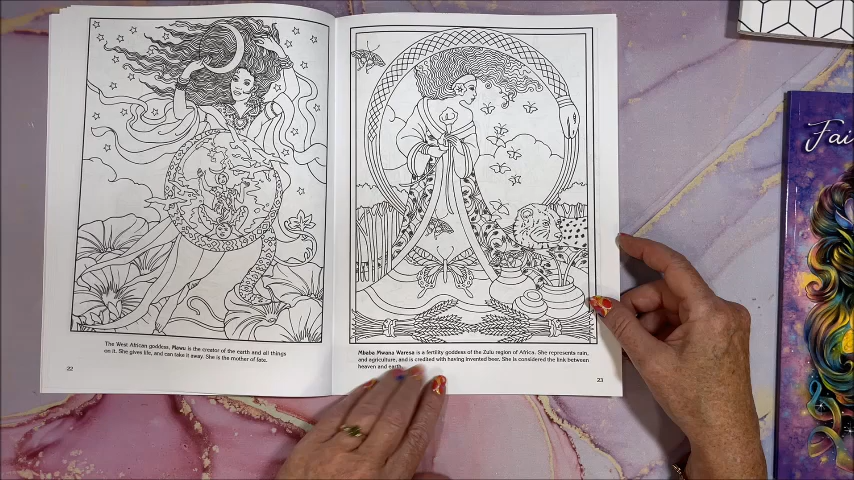 The West African goddess, Mawu is the creator of the earth and all things
on it. She gives life, and can take it away. She is the mother of fate.
22
Mbaba Mwana Waresa is a fertility goddess of the Zulu region of Africa. She represents rain,
and agriculture, and is credited with having invented beer. She is considered the link between
heaven and earth.
23
Fai